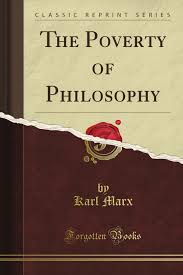 CLASSIC REPRINT SERIES
THE POVERTY OF
PHILOSOPHY
by
Karl Marx
Forgotten Books